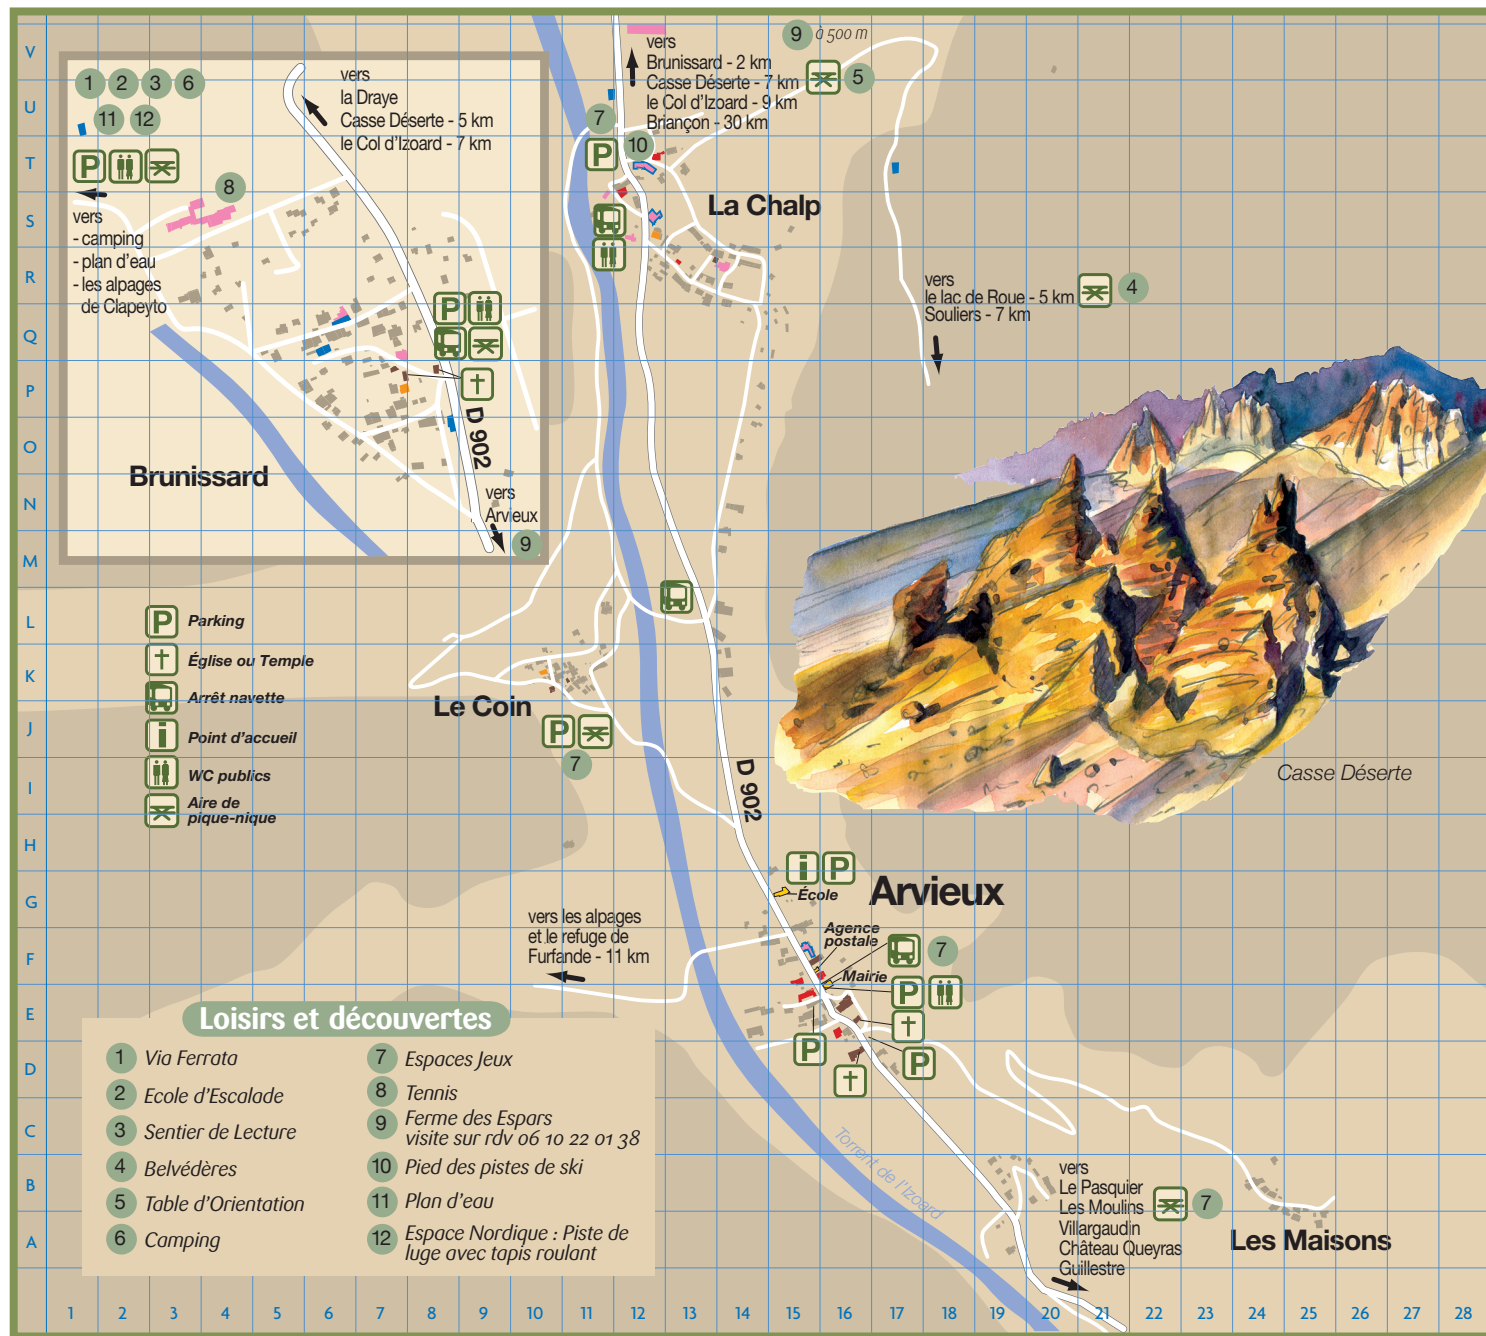 V
U
T
S
R
Q
P
O
N
M
L
K
J
I
H
G
F
E
D
C
B
A
1 2 3 6
11 12
P
8
vers
- camping
- plan d'eau
- les alpages
de Clapeyto
vers
la Draye
Casse Déserte - 5 km
le Col d'Izoard - 7 km
P
D 902
Brunissard
vers
Arvieux
9
vers
Brunissard - 2 km
Casse Déserte - 7 km
le Col d'Izoard - 9 km
Briançon - 30 km
9 à 500 m
5
7
P
10
La Chalp
vers
le lac de Roue - 5 km
Souliers - 7 km
4
P Parking
Église ou Temple
Arrêt navette
i Point d'accueil
WC publics
Aire de
pique-nique
Le Coin
P
7
D 902
Casse Déserte
i P
École
Arvieux
Agence
postale
7
Mairie
P
P
P
vers les alpages
et le refuge de
Furfande - 11 km
Loisirs et découvertes
1 Via Ferrata
2 Ecole d'Escalade
3 Sentier de Lecture
4 Belvédères
5 Table d'Orientation
6 Camping
7 Espaces Jeux
8 Tennis
9 Ferme des Espars
visite sur rdv 06 10 22 01 38
10 Pied des pistes de ski
11 Plan d'eau
12 Espace Nordique : Piste de
luge avec tapis roulant
Torrent de l'Izoard
vers
Le Pasquier
Les Moulins
Villargaudin
Château Queyras
Guillestre
7
Les Maisons
1 2 3 4 5 6 7 8 9 10 11 12 13 14 15 16 17 18 19 20 21 22 23 24 25 26 27 28